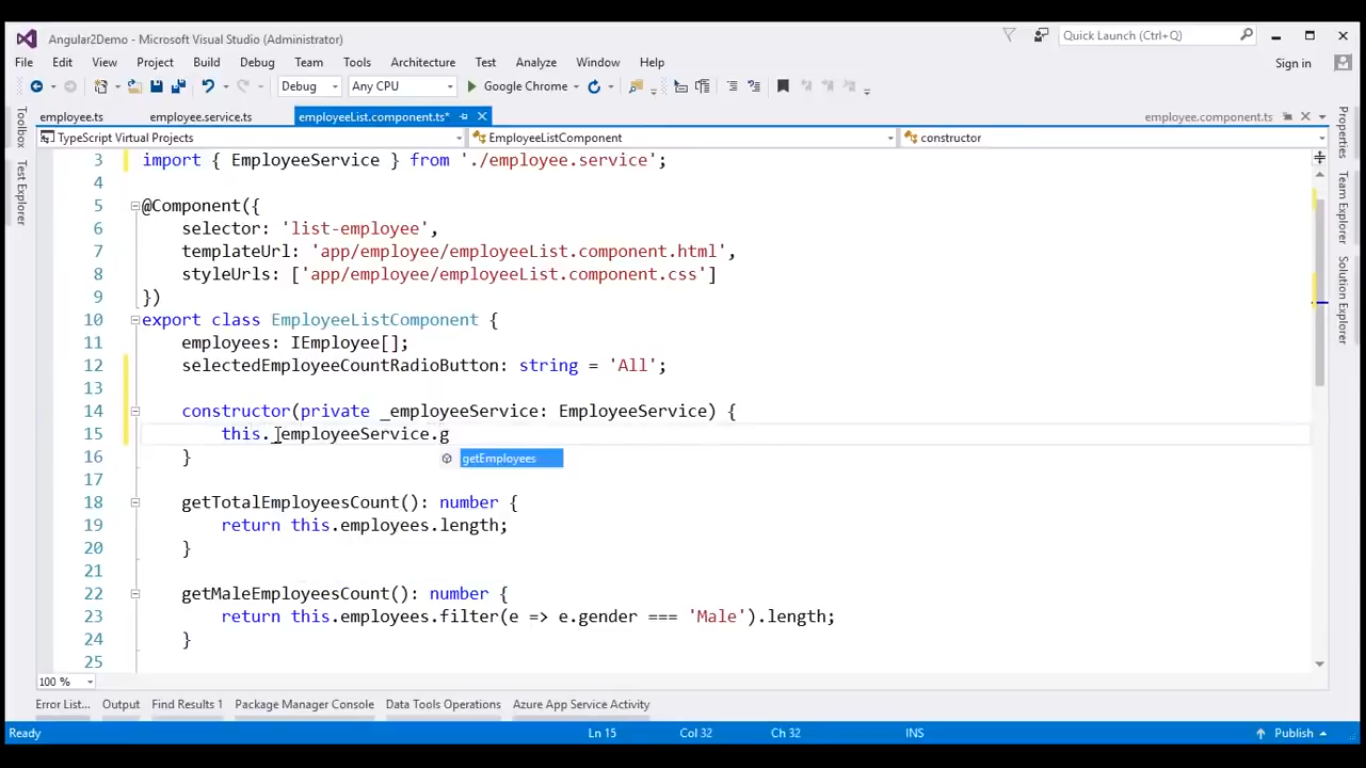 Angular2Demo - Microsoft Visual Studio (Administrator)
Quick Launch (Ctrl+Q)
File Edit View Project Build Debug Team Tools Architecture Test Analyze Window Help
Sign in
Debug Any CPU Google Chrome
employee.ts employee.service.ts employeeList.component.ts* employee.component.ts
TypeScript Virtual Projects EmployeeListComponent constructor
Toolbox
Test Explorer
3 import { EmployeeService } from './employee.service';
4
5 @Component({
6 selector: 'list-employee',
7 templateUrl: 'app/employee/employeeList.component.html',
8 styleUrls: ['app/employee/employeeList.component.css']
9 })
10 export class EmployeeListComponent {
11 employees: IEmployee[];
12 selectedEmployeeCountRadioButton: string = 'All';
13
14 constructor(private _employeeService: EmployeeService) {
15 this._employeeService.g
getEmployees
16 }
17
18 getTotalEmployeesCount(): number {
19 return this.employees.length;
20 }
21
22 getMaleEmployeesCount(): number {
23 return this.employees.filter(e => e.gender === 'Male').length;
24 }
25
Properties
Team Explorer
Solution Explorer
100 %
Error List... Output Find Results 1 Package Manager Console Data Tools Operations Azure App Service Activity
Ready Ln 15 Col 32 Ch 32 INS Publish